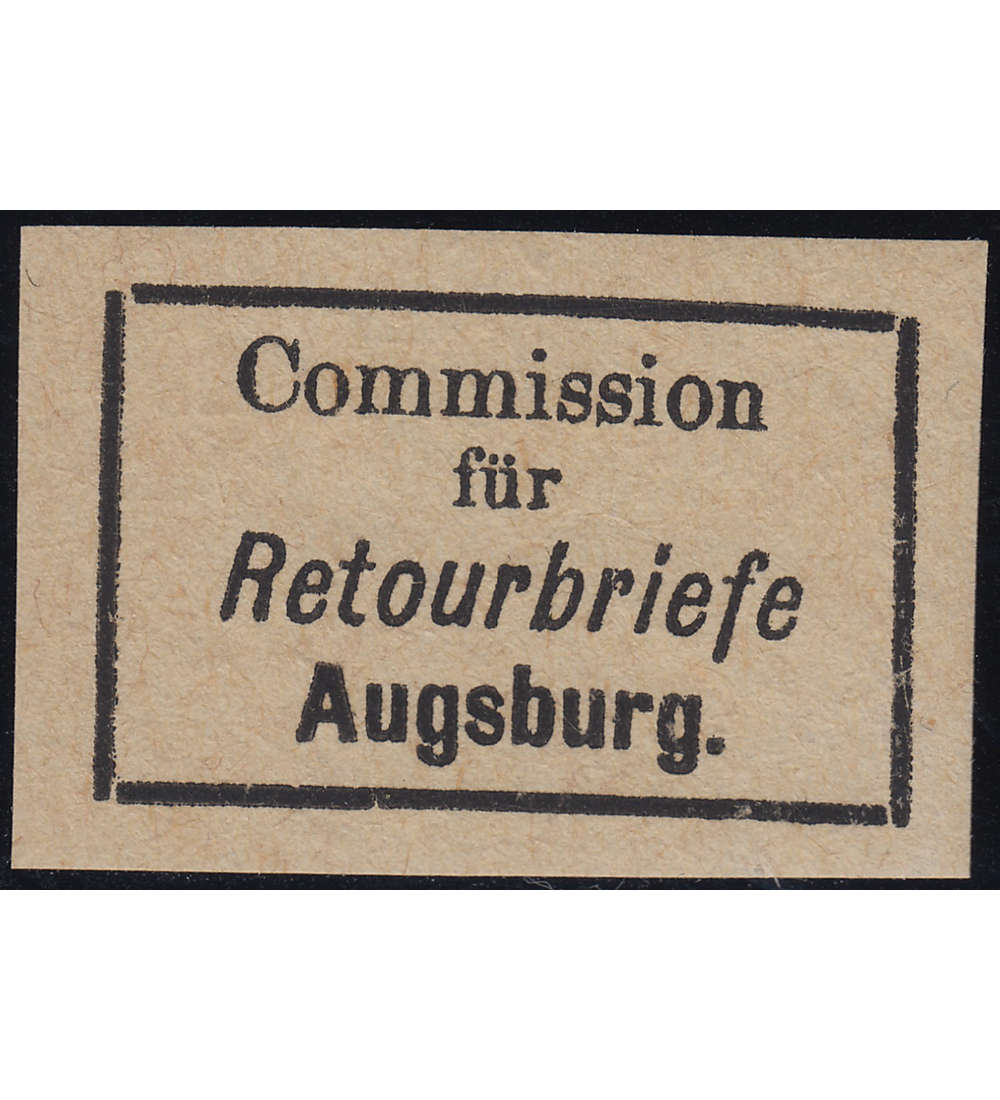 Commission
für
Retourbriefe
Augsburg.